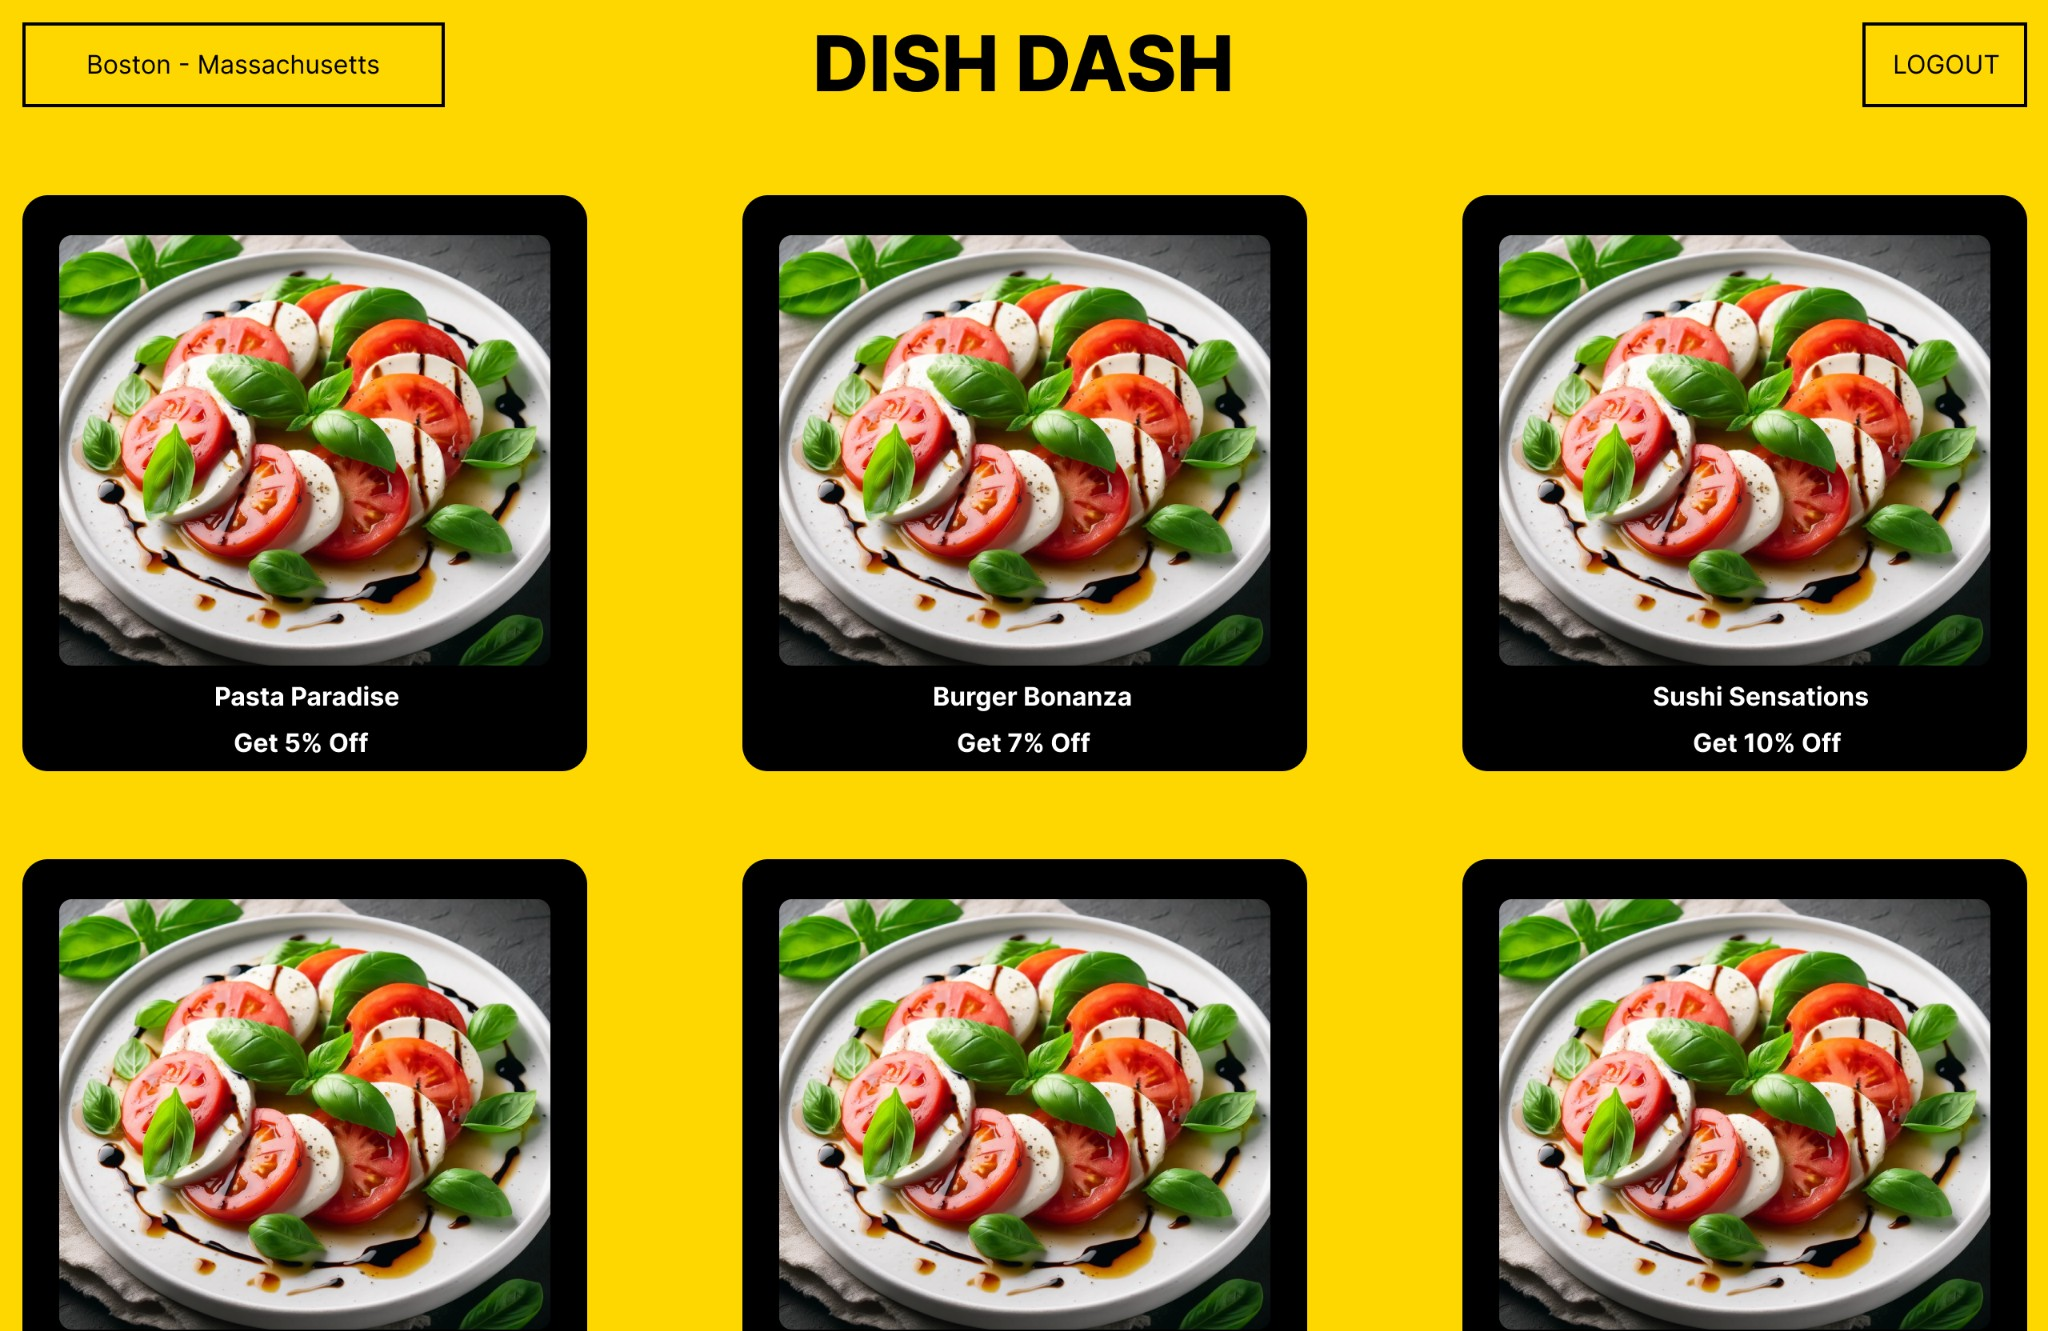 Boston - Massachusetts
DISH DASH
LOGOUT
Pasta Paradise
Get 5% Off
Burger Bonanza
Get 7% Off
Sushi Sensations
Get 10% Off